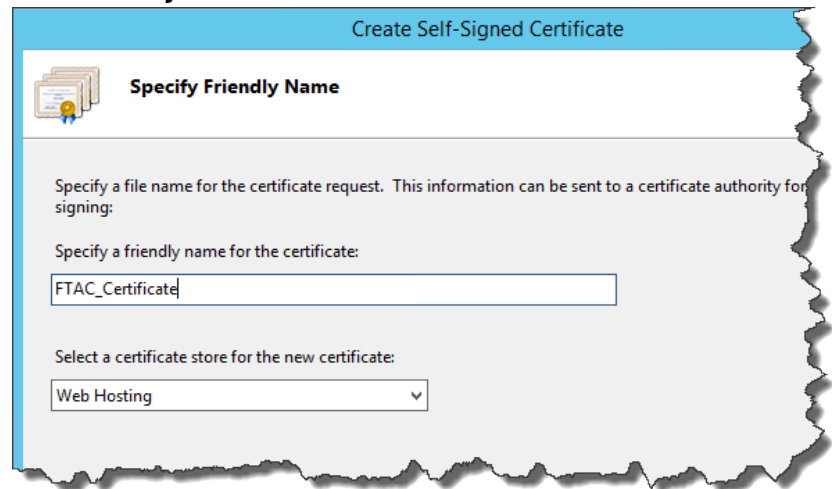 Create Self-Signed Certificate
Specify Friendly Name
Specify a file name for the certificate request. This information can be sent to a certificate authority for
signing:
Specify a friendly name for the certificate:
FTAC_Certificate
Select a certificate store for the new certificate:
Web Hosting